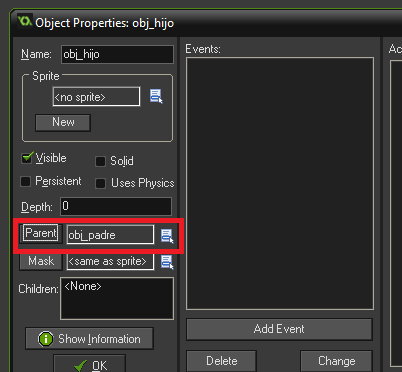 Object Properties: obj_hijo
Name: obj_hijo
Sprite
<no sprite>
New
Visible
Solid
Persistent
Uses Physics
Depth: 0
Parent obj_padre
Mask <same as sprite>
Children: <None>
Show Information
OK
Events:
Add Event
Delete
Change
Ac